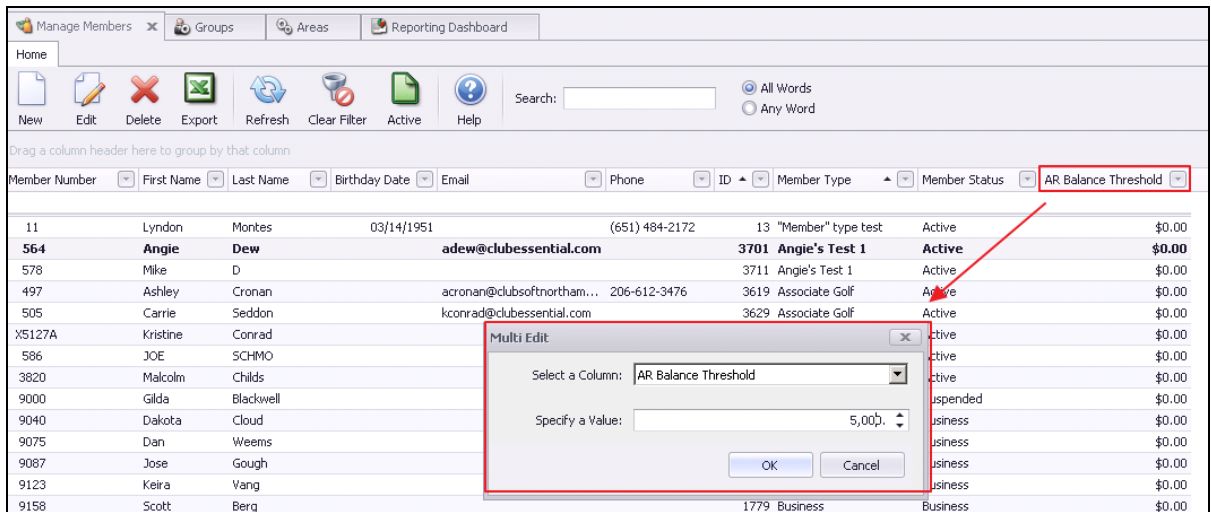 Manage Members Groups Areas Reporting Dashboard
Home
New Edit Delete Export Refresh Clear Filter Active Help Search: All Words
Any Word
Drag a column header here to group by that column
Member Number First Name Last Name Birthday Date Email Phone ID Member Type Member Status AR Balance Threshold
11 Lyndon Montes 03/14/1951 (651) 484-2172 13 "Member" type test Active $0.00
564 Angie Dew adew@clubessential.com 3701 Angie's Test 1 Active $0.00
578 Mike D 3711 Angie's Test 1 Active $0.00
497 Ashley Cronan acronan@clubsoftnortham... 206-612-3476 3619 Associate Golf Active $0.00
505 Carrie Seddon kconrad@clubessential.com 3629 Associate Golf Active $0.00
X5127A Kristine Conrad ctive $0.00
586 JOE SCHMO ctive $0.00
3820 Malcolm Childs ctive $0.00
9000 Gilda Blackwell uspended $0.00
9040 Dakota Cloud usiness $0.00
9075 Dan Weems usiness $0.00
9087 Jose Gough usiness $0.00
9123 Keira Vang usiness $0.00
9158 Scott Berg 1779 Business Business $0.00
Multi Edit
Select a Column: AR Balance Threshold
Specify a Value:
OK Cancel